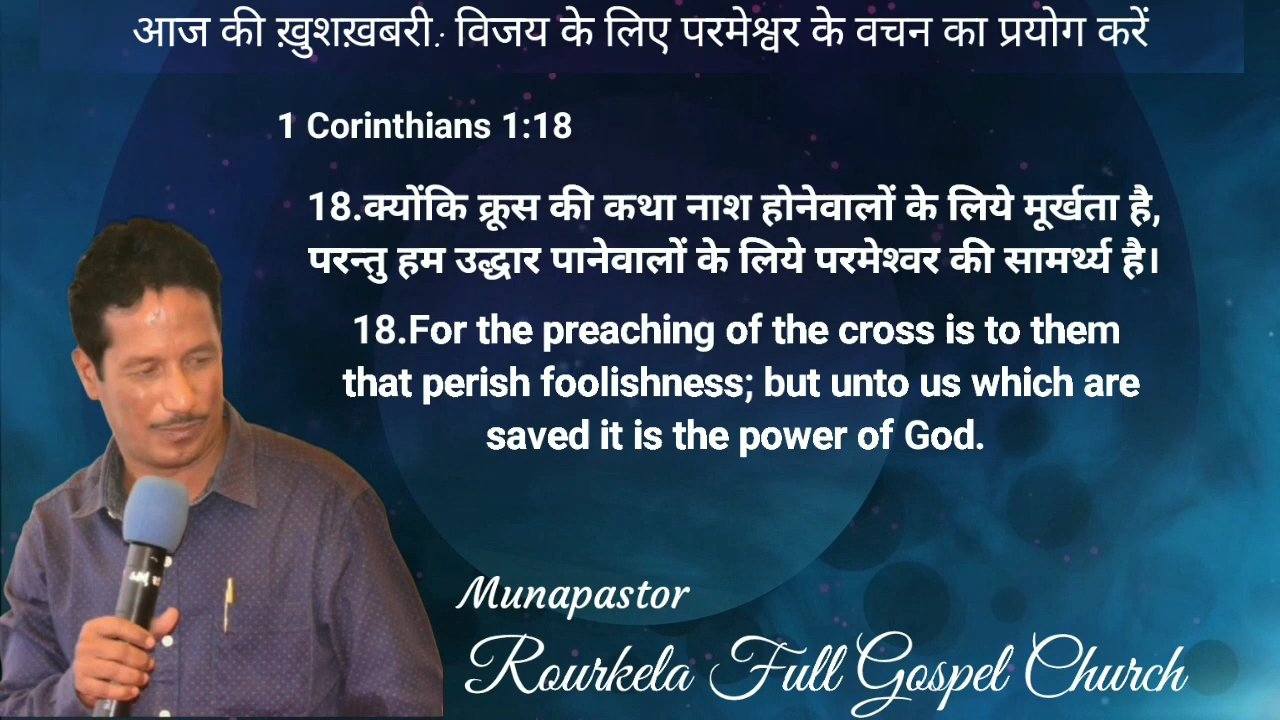 आज की ख़ुशख़बरी: विजय के लिए परमेश्वर के वचन का प्रयोग करें
1 Corinthians 1:18
18.क्योंकि क्रूस की कथा नाश होनेवालों के लिये मूर्खता है,
परन्तु हम उद्धार पानेवालों के लिये परमेश्वर की सामर्थ्य है।
18.For the preaching of the cross is to them
that perish foolishness; but unto us which are
saved it is the power of God.
Munapastor
Rourkela Full Gospel Church